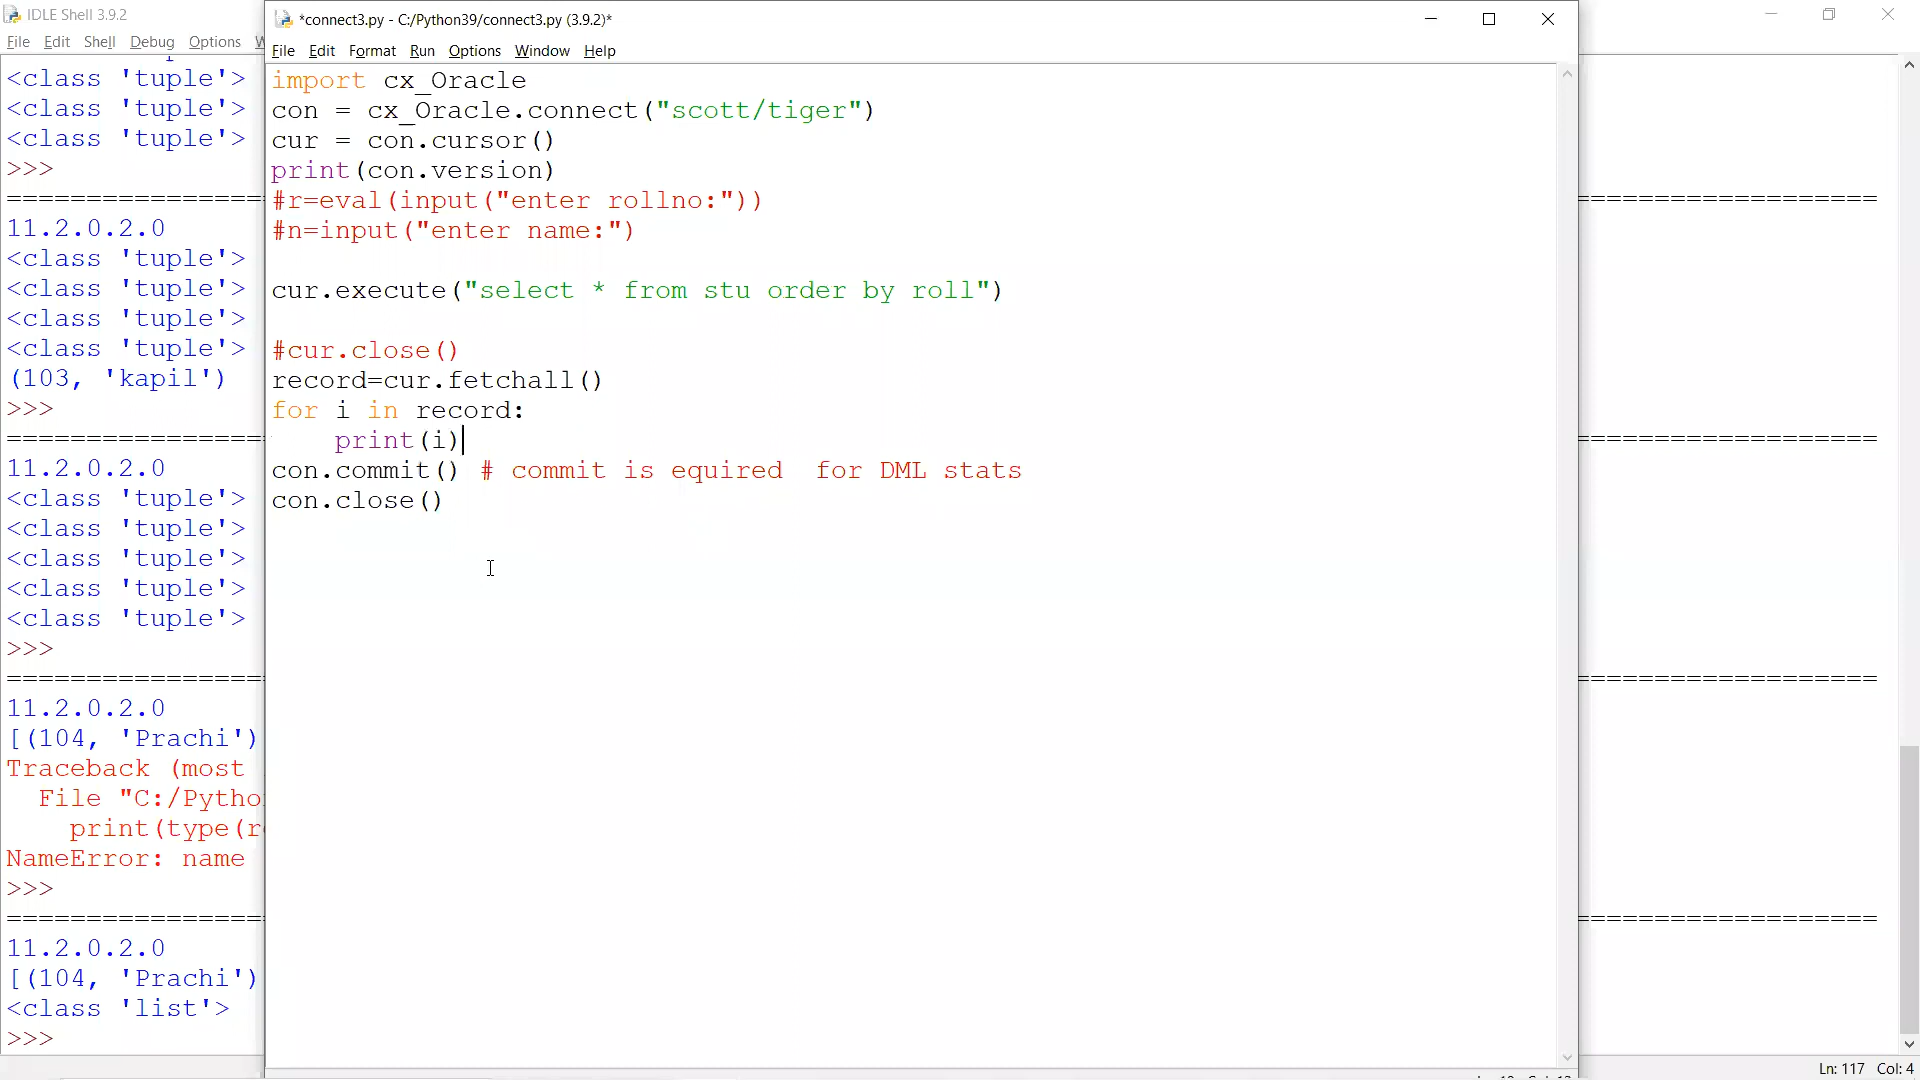 IDLE Shell 3.9.2
File Edit Shell Debug Options W
<class 'tuple'>
<class 'tuple'>
<class 'tuple'>
>>>
11.2.0.2.0
<class 'tuple'>
<class 'tuple'>
<class 'tuple'>
<class 'tuple'>
(103, 'kapil')
>>>
11.2.0.2.0
<class 'tuple'>
<class 'tuple'>
<class 'tuple'>
<class 'tuple'>
<class 'tuple'>
>>>
11.2.0.2.0
[(104, 'Prachi')
Traceback (most
File "C:/Pytho
print(type(r
NameError: name
>>>
11.2.0.2.0
[(104, 'Prachi')
<class 'list'>
>>>
*connect3.py - C:/Python39/connect3.py (3.9.2)*
File Edit Format Run Options Window Help
import cx_Oracle
con = cx_Oracle.connect("scott/tiger")
cur = con.cursor()
print(con.version)
#r=eval(input("enter rollno:"))
#n=input("enter name:")
cur.execute("select * from stu order by roll")
#cur.close()
record=cur.fetchall()
for i in record:
    print(i)
con.commit() # commit is equired  for DML stats
con.close()
Ln: 117 Col: 4